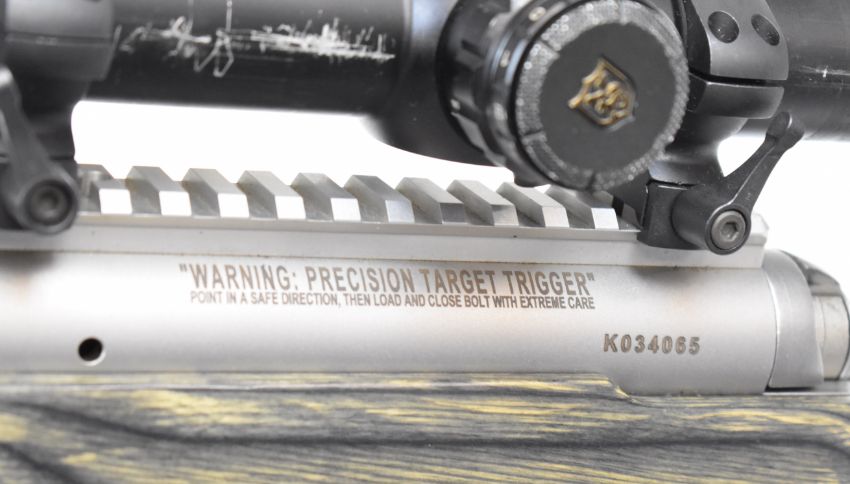 "WARNING: PRECISION TARGET TRIGGER"
POINT IN A SAFE DIRECTION, THEN LOAD AND CLOSE BOLT WITH EXTREME CARE
K034065